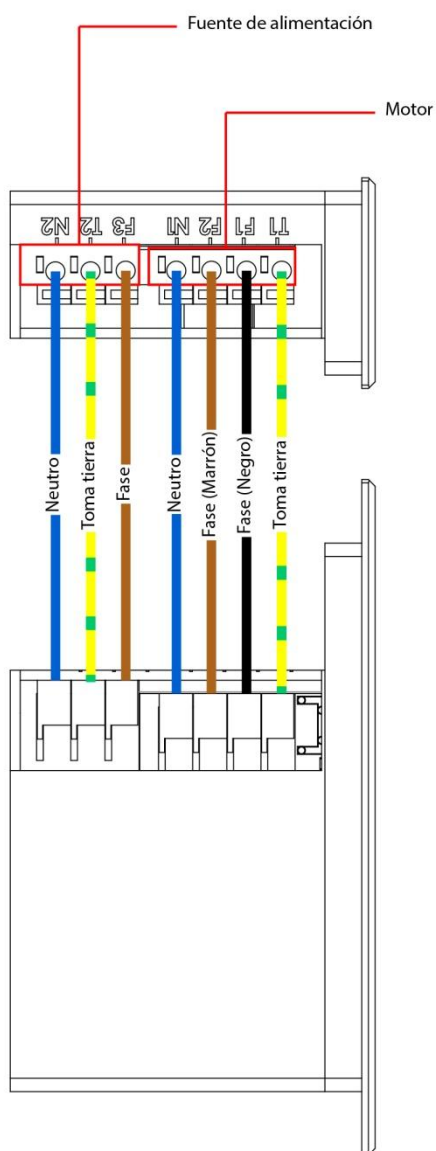 Fuente de alimentación
Motor
N2 T2 F3 N1 F2 F1 T1
Neutro
Toma tierra
Fase
Neutro
Fase (Marrón)
Fase (Negro)
Toma tierra